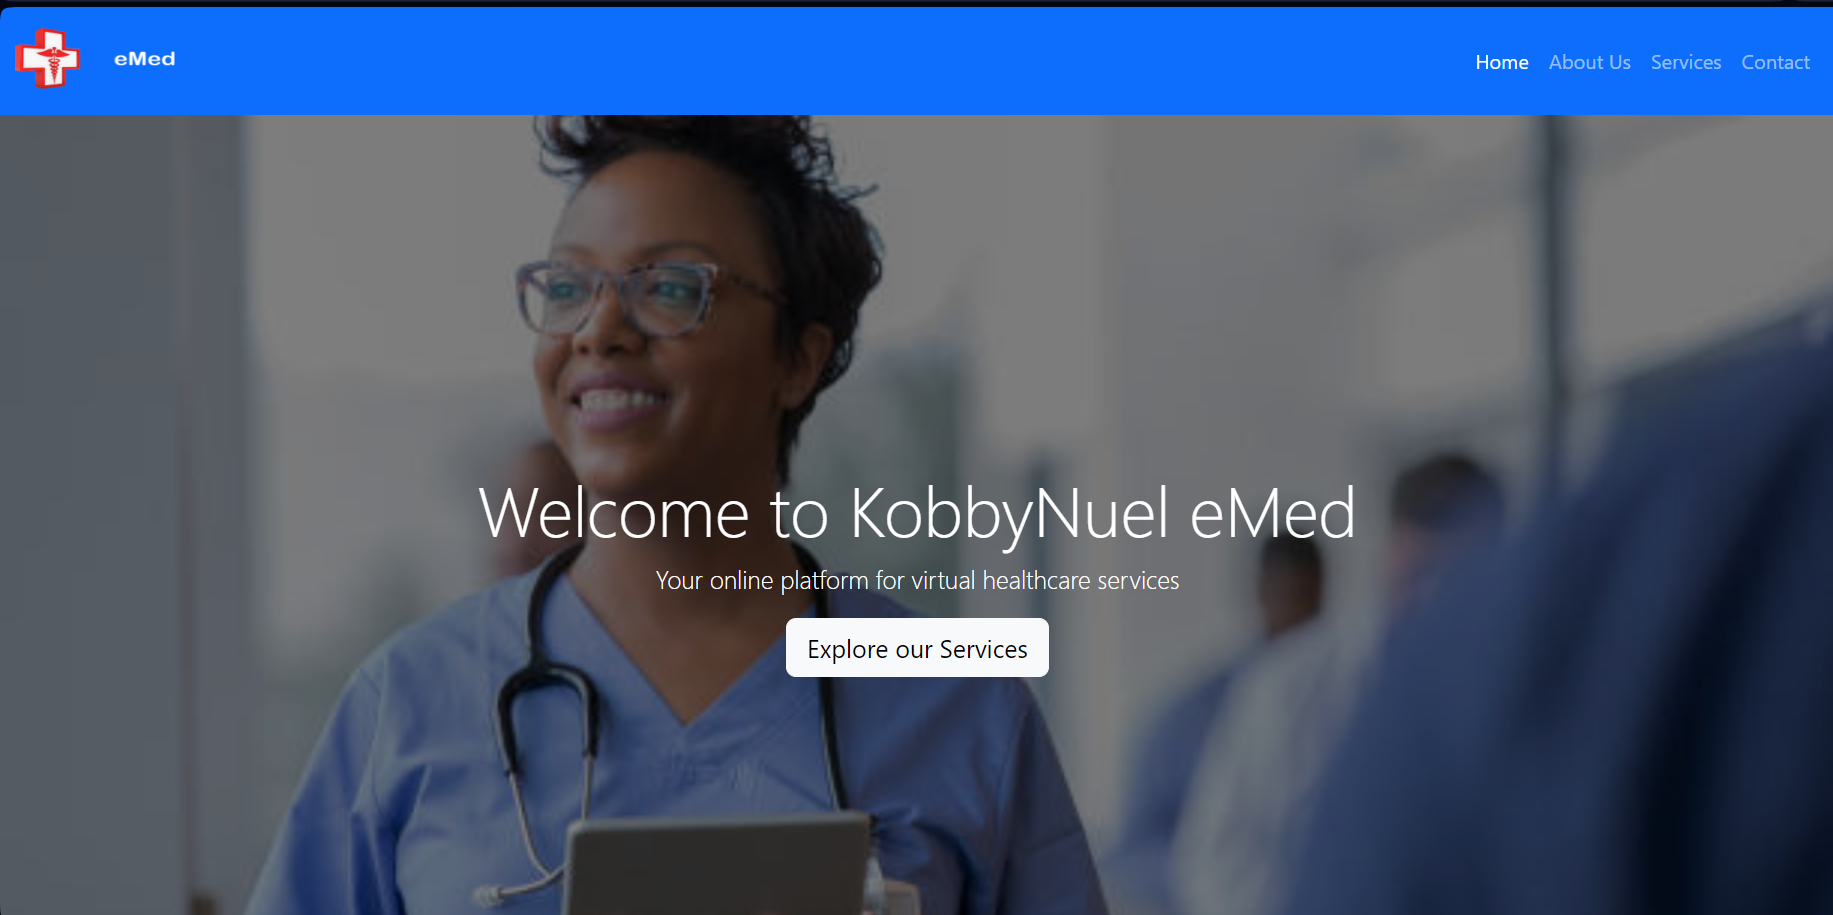 eMed
Home About Us Services Contact
Welcome to KobbyNuel eMed
Your online platform for virtual healthcare services
Explore our Services